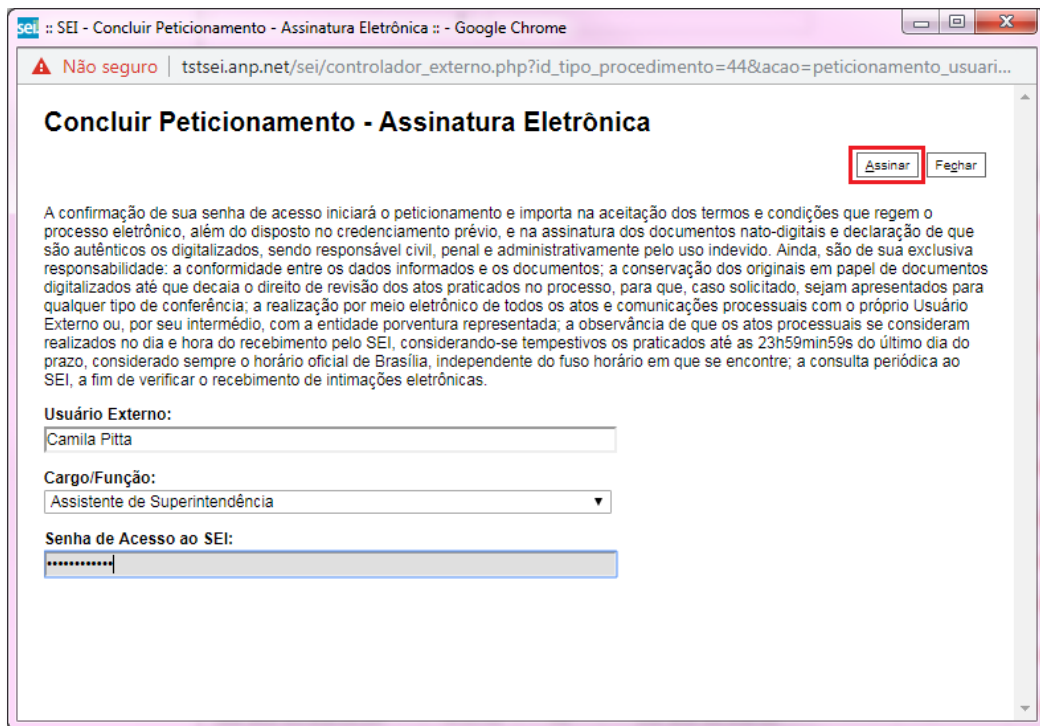 sei :: SEI - Concluir Peticionamento - Assinatura Eletrônica :: - Google Chrome
Não seguro | tstsei.anp.net/sei/controlador_externo.php?id_tipo_procedimento=44&acao=peticionamento_usuari...
Concluir Peticionamento - Assinatura Eletrônica
Assinar Fechar
A confirmação de sua senha de acesso iniciará o peticionamento e importa na aceitação dos termos e condições que regem o
processo eletrônico, além do disposto no credenciamento prévio, e na assinatura dos documentos nato-digitais e declaração de que
são autênticos os digitalizados, sendo responsável civil, penal e administrativamente pelo uso indevido. Ainda, são de sua exclusiva
responsabilidade: a conformidade entre os dados informados e os documentos; a conservação dos originais em papel de documentos
digitalizados até que decaia o direito de revisão dos atos praticados no processo, para que, caso solicitado, sejam apresentados para
qualquer tipo de conferência; a realização por meio eletrônico de todos os atos e comunicações processuais com o próprio Usuário
Externo ou, por seu intermédio, com a entidade porventura representada; a observância de que os atos processuais se consideram
realizados no dia e hora do recebimento pelo SEI, considerando-se tempestivos os praticados até as 23h59min59s do último dia do
prazo, considerado sempre o horário oficial de Brasília, independente do fuso horário em que se encontre; a consulta periódica ao
SEI, a fim de verificar o recebimento de intimações eletrônicas.
Usuário Externo:
Camila Pitta
Cargo/Função:
Assistente de Superintendência
Senha de Acesso ao SEI:
••••••••••••